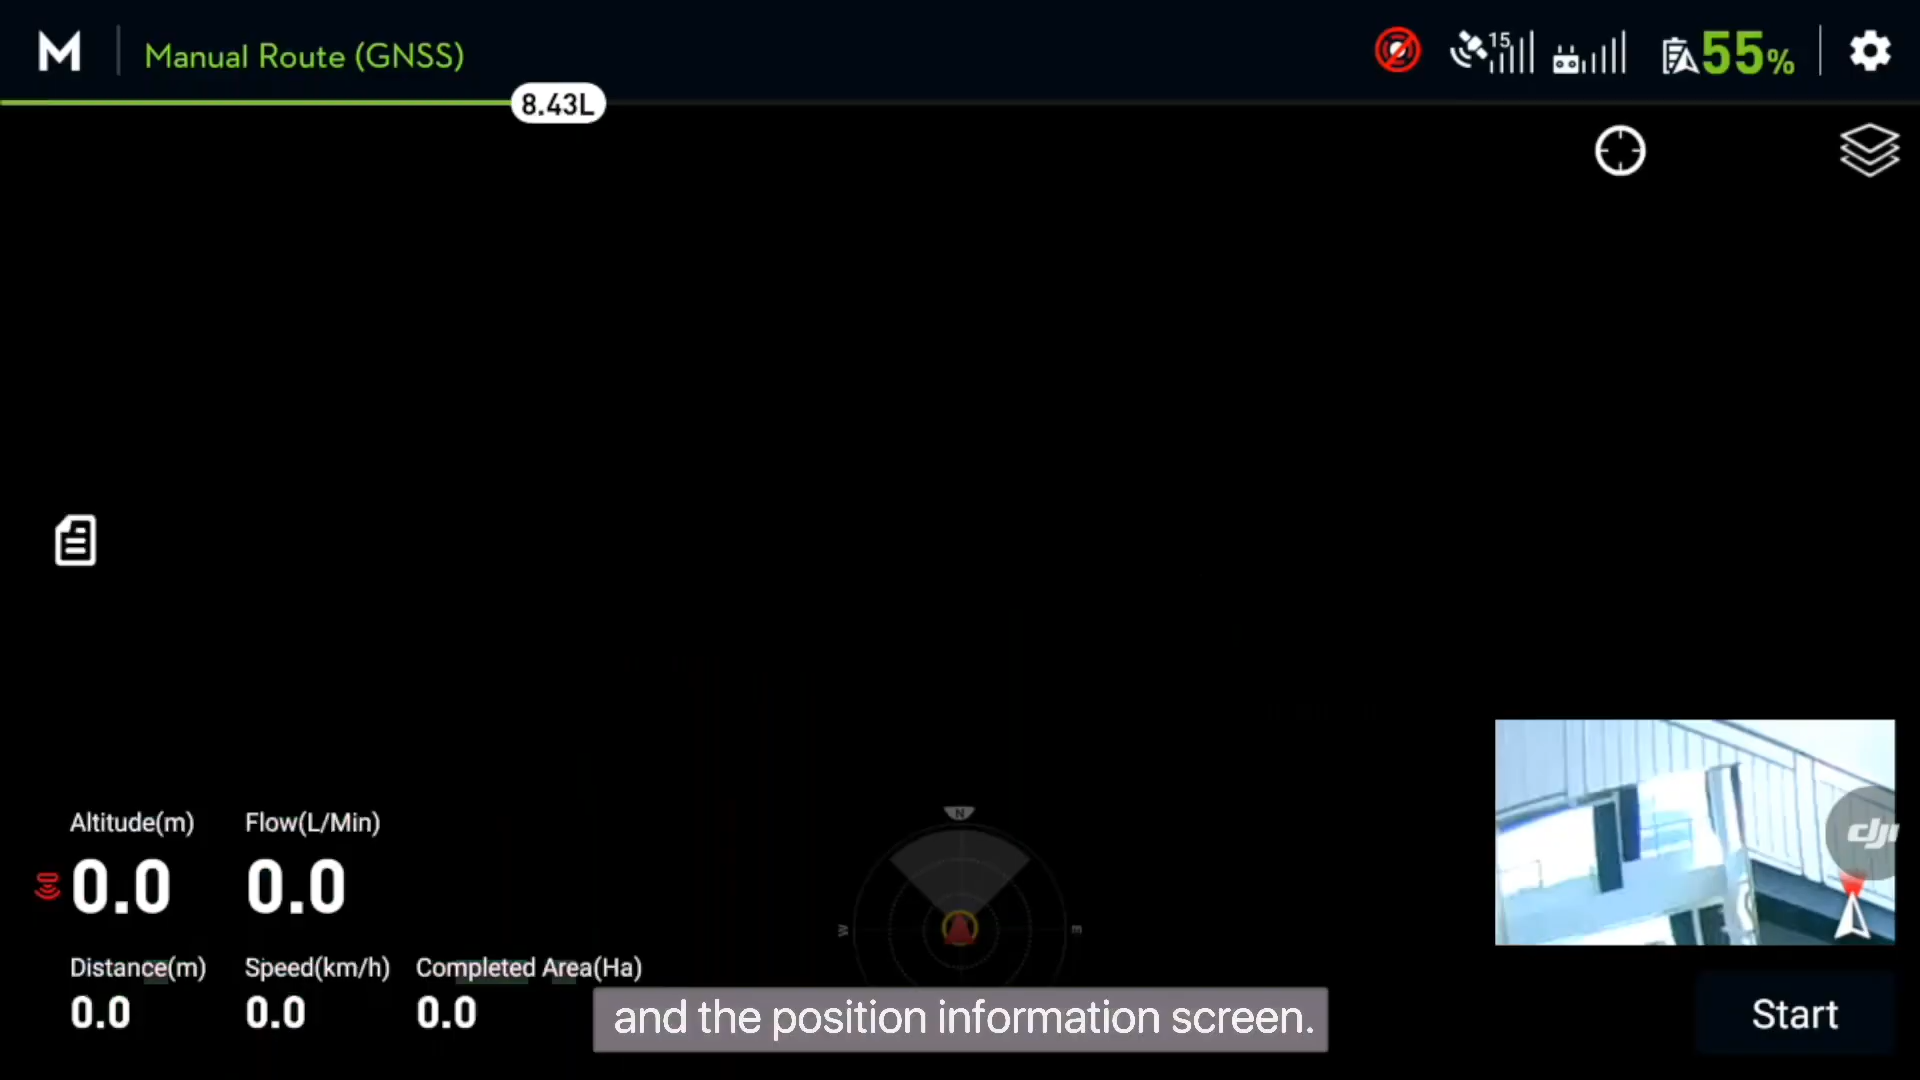 M Manual Route (GNSS) 15 55%
8.43L
Altitude(m) Flow(L/Min)
0.0 0.0
N
W E
dji
Distance(m) Speed(km/h) Completed Area(Ha)
0.0 0.0 0.0
and the position information screen.
Start